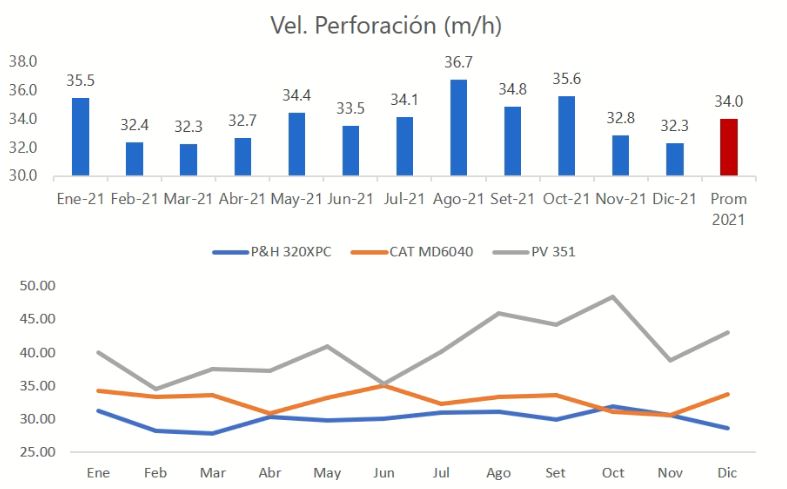 Vel. Perforación (m/h)
38.0
36.0
34.0
32.0
30.0
35.5 32.4 32.3 32.7 34.4 33.5 34.1 36.7 34.8 35.6 32.8 32.3 34.0
Ene-21 Feb-21 Mar-21 Abr-21 May-21 Jun-21 Jul-21 Ago-21 Set-21 Oct-21 Nov-21 Dic-21 Prom
2021
P&H 320XPC CAT MD6040 PV 351
50.00
45.00
40.00
35.00
30.00
25.00
Ene Feb Mar Abr May Jun Jul Ago Set Oct Nov Dic